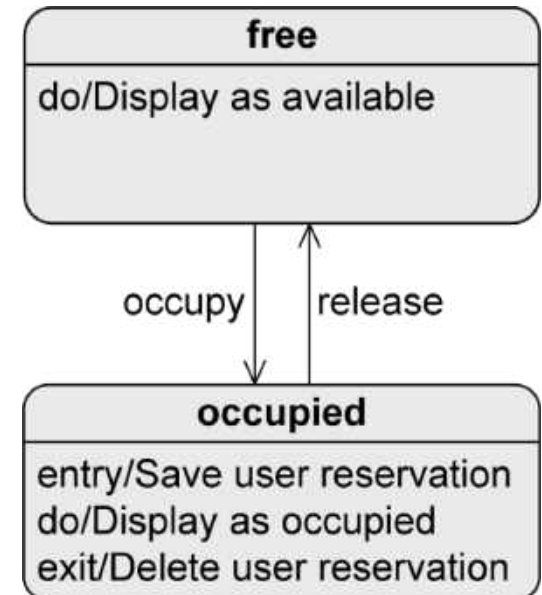 free
do/Display as available
occupy
release
occupied
entry/Save user reservation
do/Display as occupied
exit/Delete user reservation